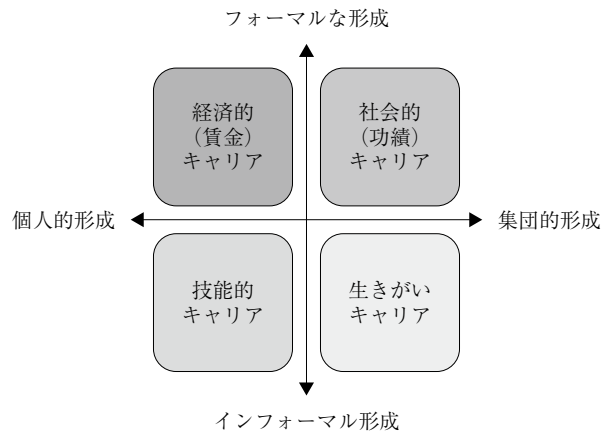 フォーマルな形成
経済的
（賃金）
キャリア
社会的
（功績）
キャリア
個人的形成
集団的形成
技能的
キャリア
生きがい
キャリア
インフォーマル形成